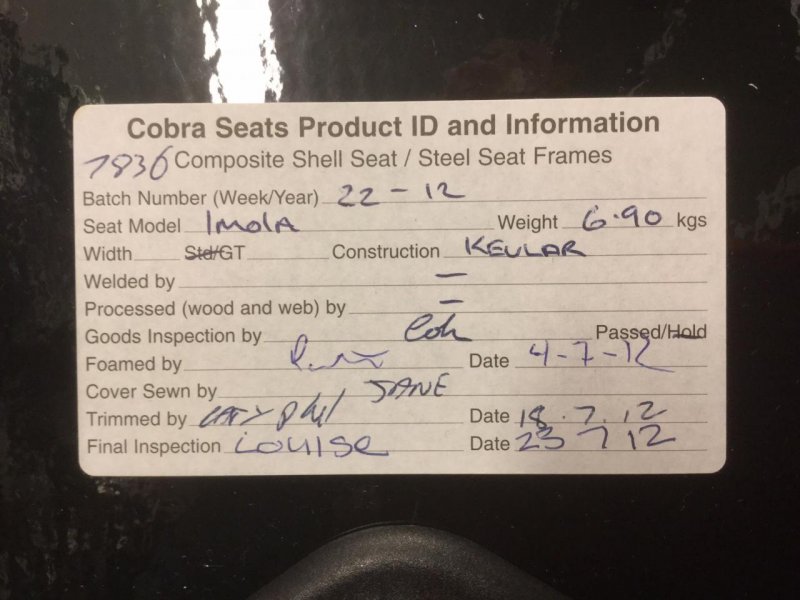 Cobra Seats Product ID and Information
7836 Composite Shell Seat / Steel Seat Frames
Batch Number (Week/Year) 22 - 12
Seat Model Imola Weight 6.90 kgs
Width Std/GT Construction KEVLAR
Welded by —
Processed (wood and web) by —
Goods Inspection by Passed/Hold
Foamed by Date 4-7-12
Cover Sewn by JANE
Trimmed by Date 18.7.12
Final Inspection LOUISE Date 23 7 12